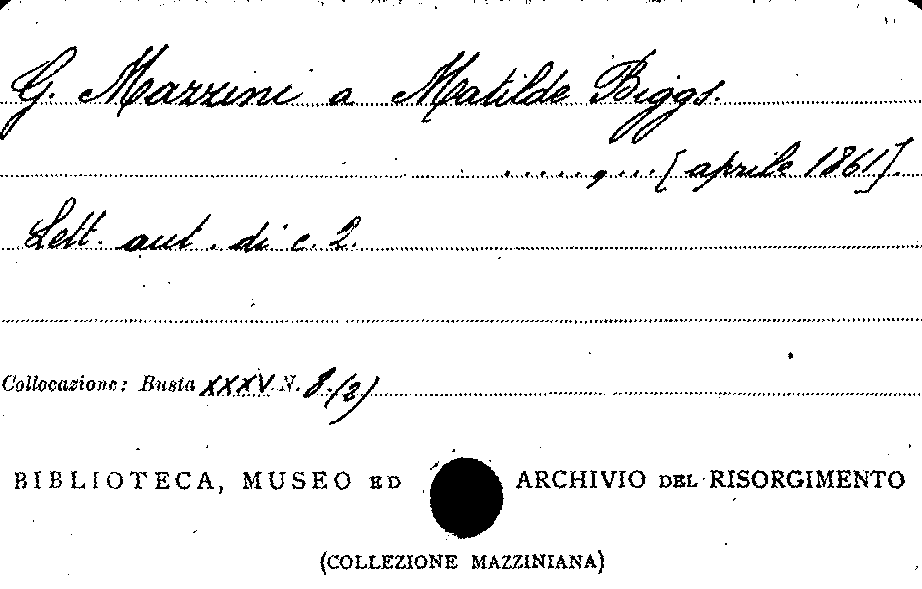 G. Mazzini a Matilde Biggs.
....., ... [aprile 1861].
Lett. aut. di c. 2.
Collocazione: Busta XXXV N. 8.(2)
BIBLIOTECA, MUSEO ED ARCHIVIO DEL RISORGIMENTO
(COLLEZIONE MAZZINIANA)